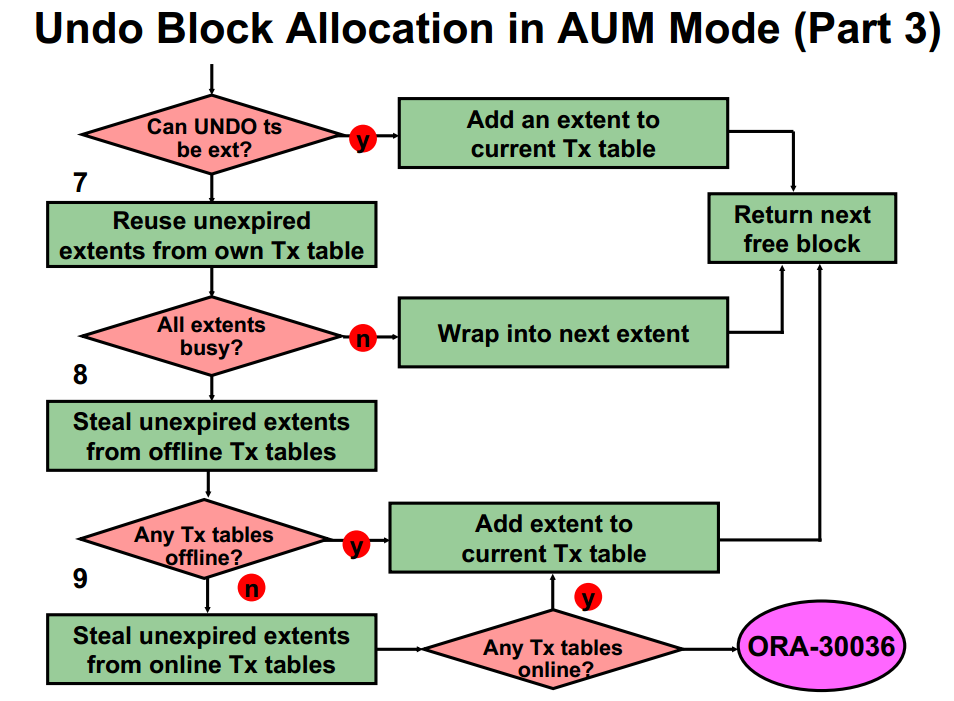 Undo Block Allocation in AUM Mode (Part 3)
Can UNDO ts
be ext?
y
Add an extent to
current Tx table
7
Reuse unexpired
extents from own Tx table
Return next
free block
All extents
busy?
n
Wrap into next extent
8
Steal unexpired extents
from offline Tx tables
Any Tx tables
offline?
y
Add extent to
current Tx table
9
n
y
Steal unexpired extents
from online Tx tables
Any Tx tables
online?
ORA-30036